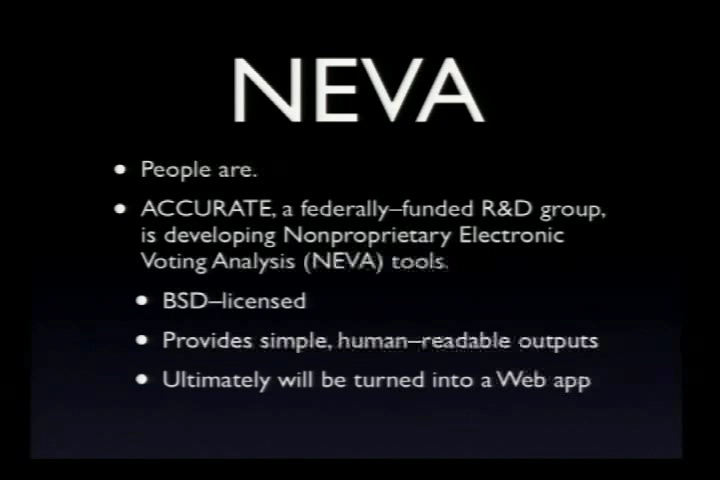 NEVA
• People are.
• ACCURATE, a federally–funded R&D group,
is developing Nonproprietary Electronic
Voting Analysis (NEVA) tools.
• BSD–licensed
• Provides simple, human–readable outputs
• Ultimately will be turned into a Web app